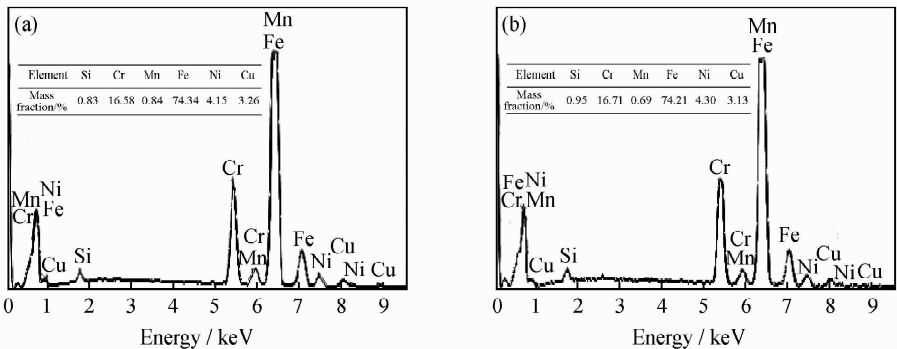 (a)
Mn
Fe
Element Si Cr Mn Fe Ni Cu
Mass fraction/% 0.83 16.58 0.84 74.34 4.15 3.26
Cr
Ni
Mn Fe
Cr
Cr
Fe
Cu
Mn
Si
Ni
Cu
Ni Cu
0 1 2 3 4 5 6 7 8 9
Energy / keV
(b)
Mn
Fe
Element Si Cr Mn Fe Ni Cu
Mass fraction/% 0.95 16.71 0.69 74.21 4.30 3.13
Cr
Fe Ni
Cr Mn
Cr
Fe
Cu
Si
Mn
Cu
Ni
Ni Cu
0 1 2 3 4 5 6 7 8 9
Energy / keV